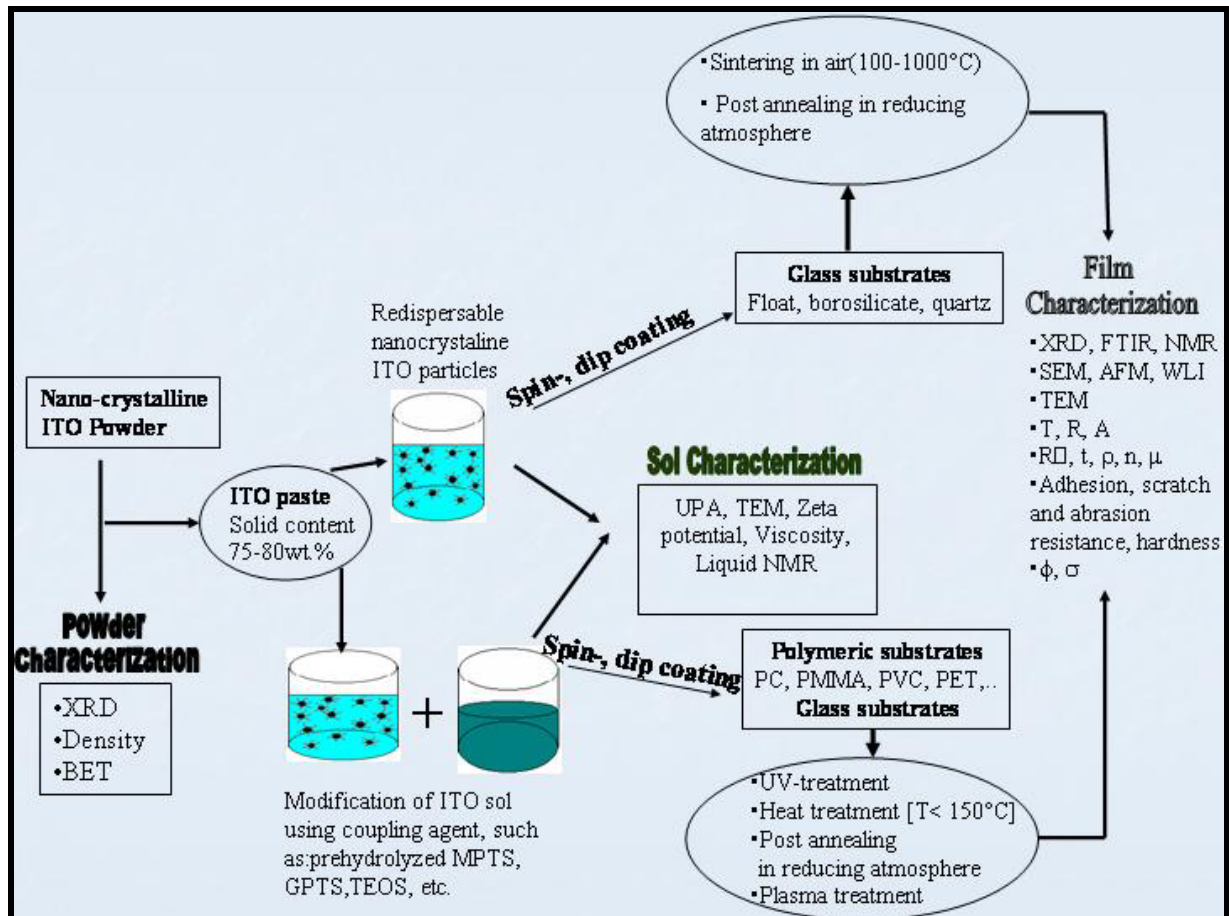 ▪Sintering in air(100-1000°C)
▪ Post annealing in reducing
atmosphere
Glass substrates
Float, borosilicate, quartz
Film
Characterization
▪XRD, FTIR, NMR
▪SEM, AFM, WLI
▪TEM
▪T, R, A
▪R□, t, ρ, n, μ
▪Adhesion, scratch
and abrasion
resistance, hardness
▪ϕ, σ
Redispersable
nanocrystaline
ITO particles
Spin-, dip coating
Nano-crystalline
ITO Powder
ITO paste
Solid content
75-80wt.%
Sol Characterization
UPA, TEM, Zeta
potential, Viscosity,
Liquid NMR
Powder
Characterization
•XRD
•Density
•BET
+
Modification of ITO sol
using coupling agent, such
as:prehydrolyzed MPTS,
GPTS,TEOS, etc.
Spin-, dip coating
Polymeric substrates
PC, PMMA, PVC, PET,..
Glass substrates
▪UV-treatment
▪Heat treatment [T< 150°C]
▪Post annealing
in reducing atmosphere
▪Plasma treatment